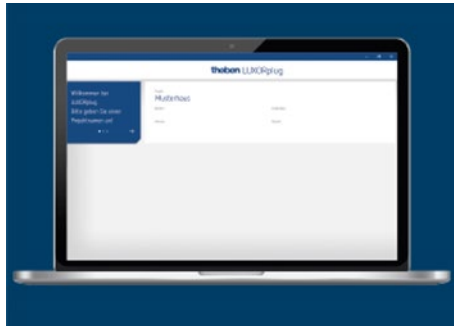 theben LUXORplug
Willkommen bei
LUXORplug.
Bitte geben Sie einen
Projektnamen ein!
Musterhaus